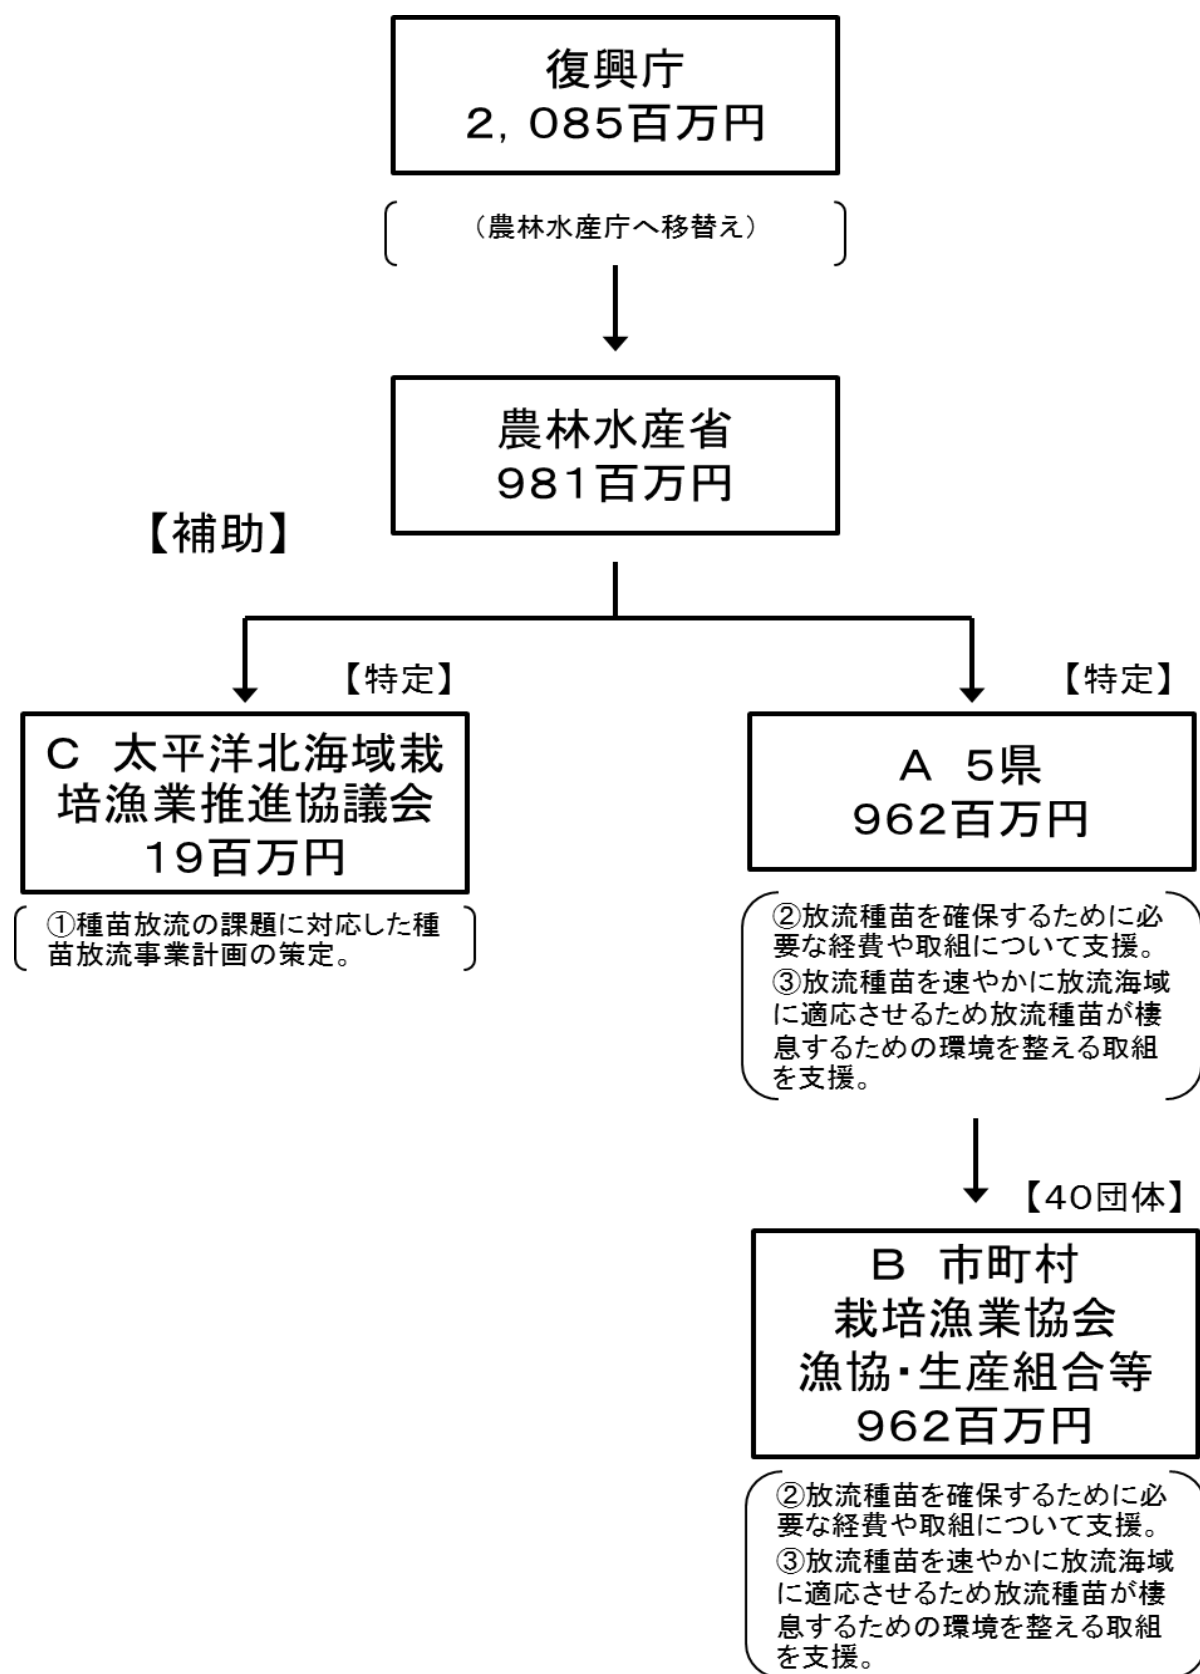 復興庁
2，085百万円
（農林水産庁へ移替え）
農林水産省
981百万円
【補助】
【特定】
C　太平洋北海域栽
培漁業推進協議会
19百万円
①種苗放流の課題に対応した種
苗放流事業計画の策定。
【特定】
A　5県
962百万円
②放流種苗を確保するために必
要な経費や取組について支援。
③放流種苗を速やかに放流海域
に適応させるため放流種苗が棲
息するための環境を整える取組
を支援。
【40団体】
B　市町村
栽培漁業協会
漁協・生産組合等
962百万円
②放流種苗を確保するために必
要な経費や取組について支援。
③放流種苗を速やかに放流海域
に適応させるため放流種苗が棲
息するための環境を整える取組
を支援。